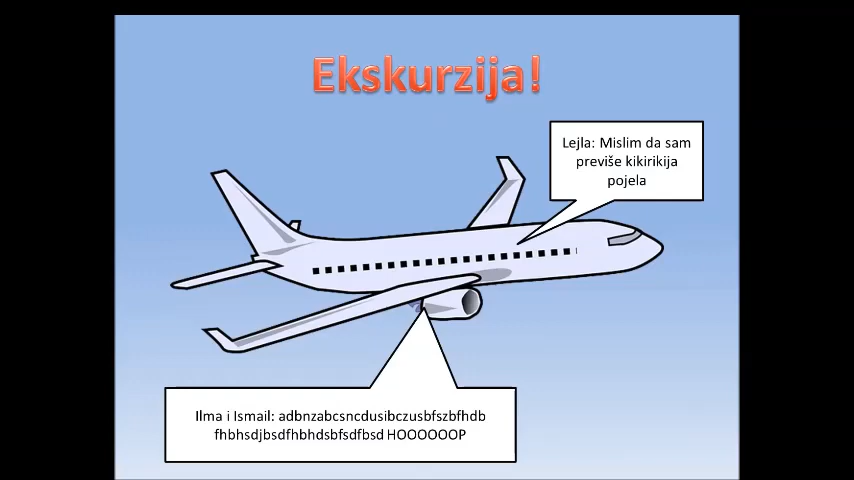 Ekskurzija!
Lejla: Mislim da sam
previše kikirikija
pojela
Ilma i Ismail: adbnzabcsncdusibczusbfszbfhdb
fhbhsdjbsdfhbhdsbfsdfbsd HOOOOOOP